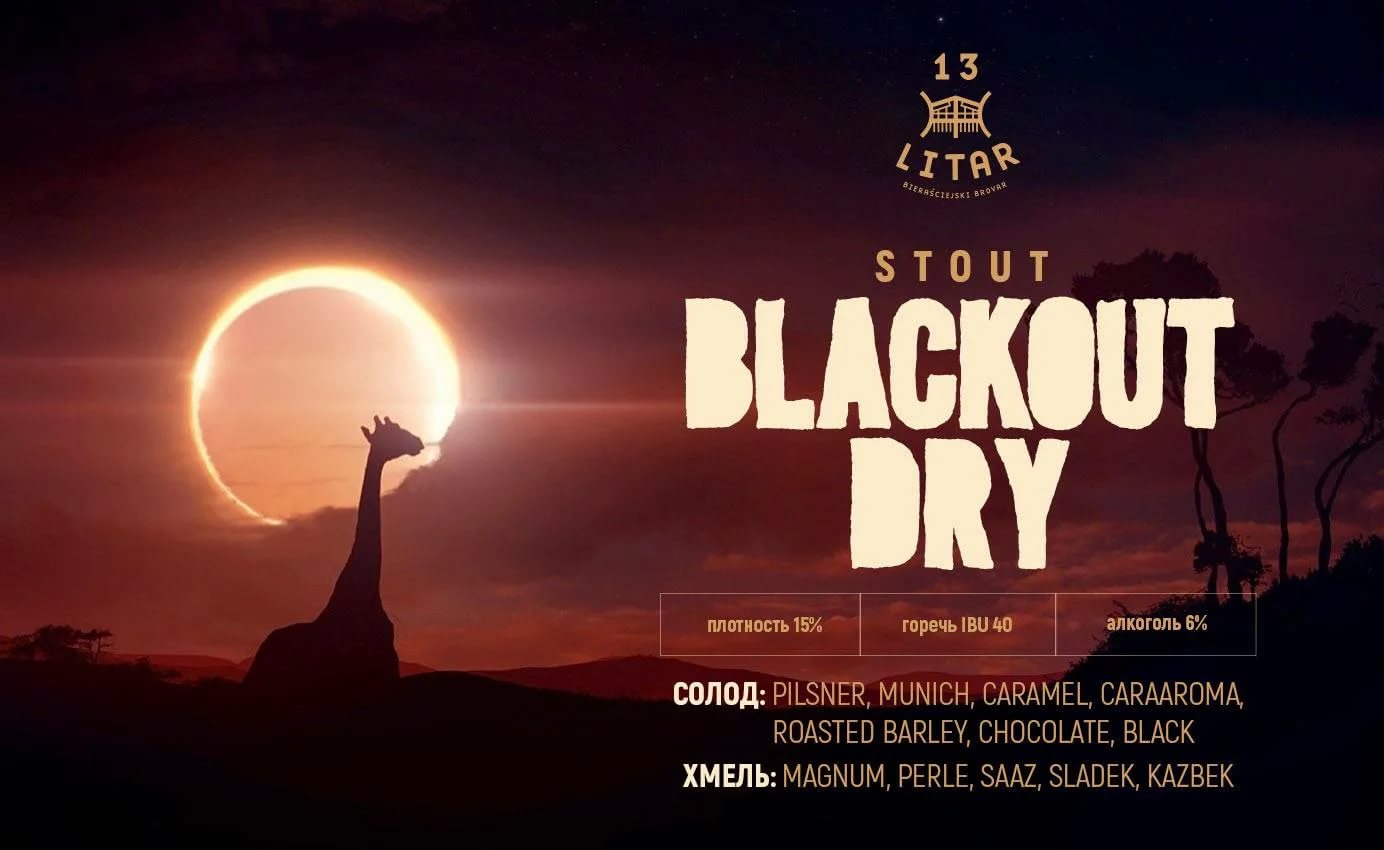 13
LITAR
BIERAŚCIEJSKI BROVAR
STOUT
BLACKOUT
DRY
плотность 15%
горечь IBU 40
алкоголь 6%
СОЛОД: PILSNER, MUNICH, CARAMEL, CARAAROMA,
ROASTED BARLEY, CHOCOLATE, BLACK
ХМЕЛЬ: MAGNUM, PERLE, SAAZ, SLADEK, KAZBEK